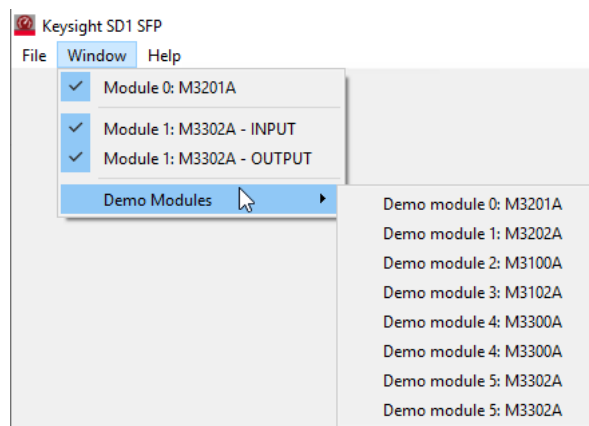 Keysight SD1 SFP
File Window Help
Module 0: M3201A
Module 1: M3302A - INPUT
Module 1: M3302A - OUTPUT
Demo Modules
Demo module 0: M3201A
Demo module 1: M3202A
Demo module 2: M3100A
Demo module 3: M3102A
Demo module 4: M3300A
Demo module 4: M3300A
Demo module 5: M3302A
Demo module 5: M3302A